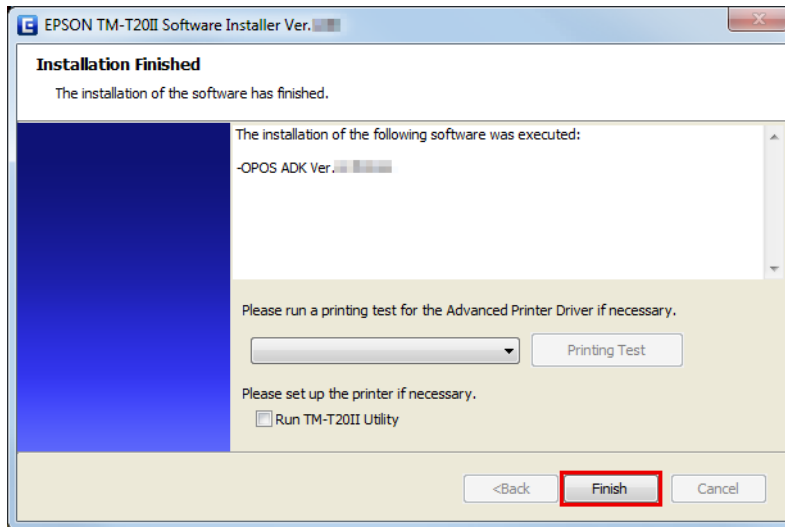 EPSON TM-T20II Software Installer Ver.
Installation Finished
The installation of the software has finished.
The installation of the following software was executed:
-OPOS ADK Ver.
Please run a printing test for the Advanced Printer Driver if necessary.
Printing Test
Please set up the printer if necessary.
Run TM-T20II Utility
<Back Finish Cancel